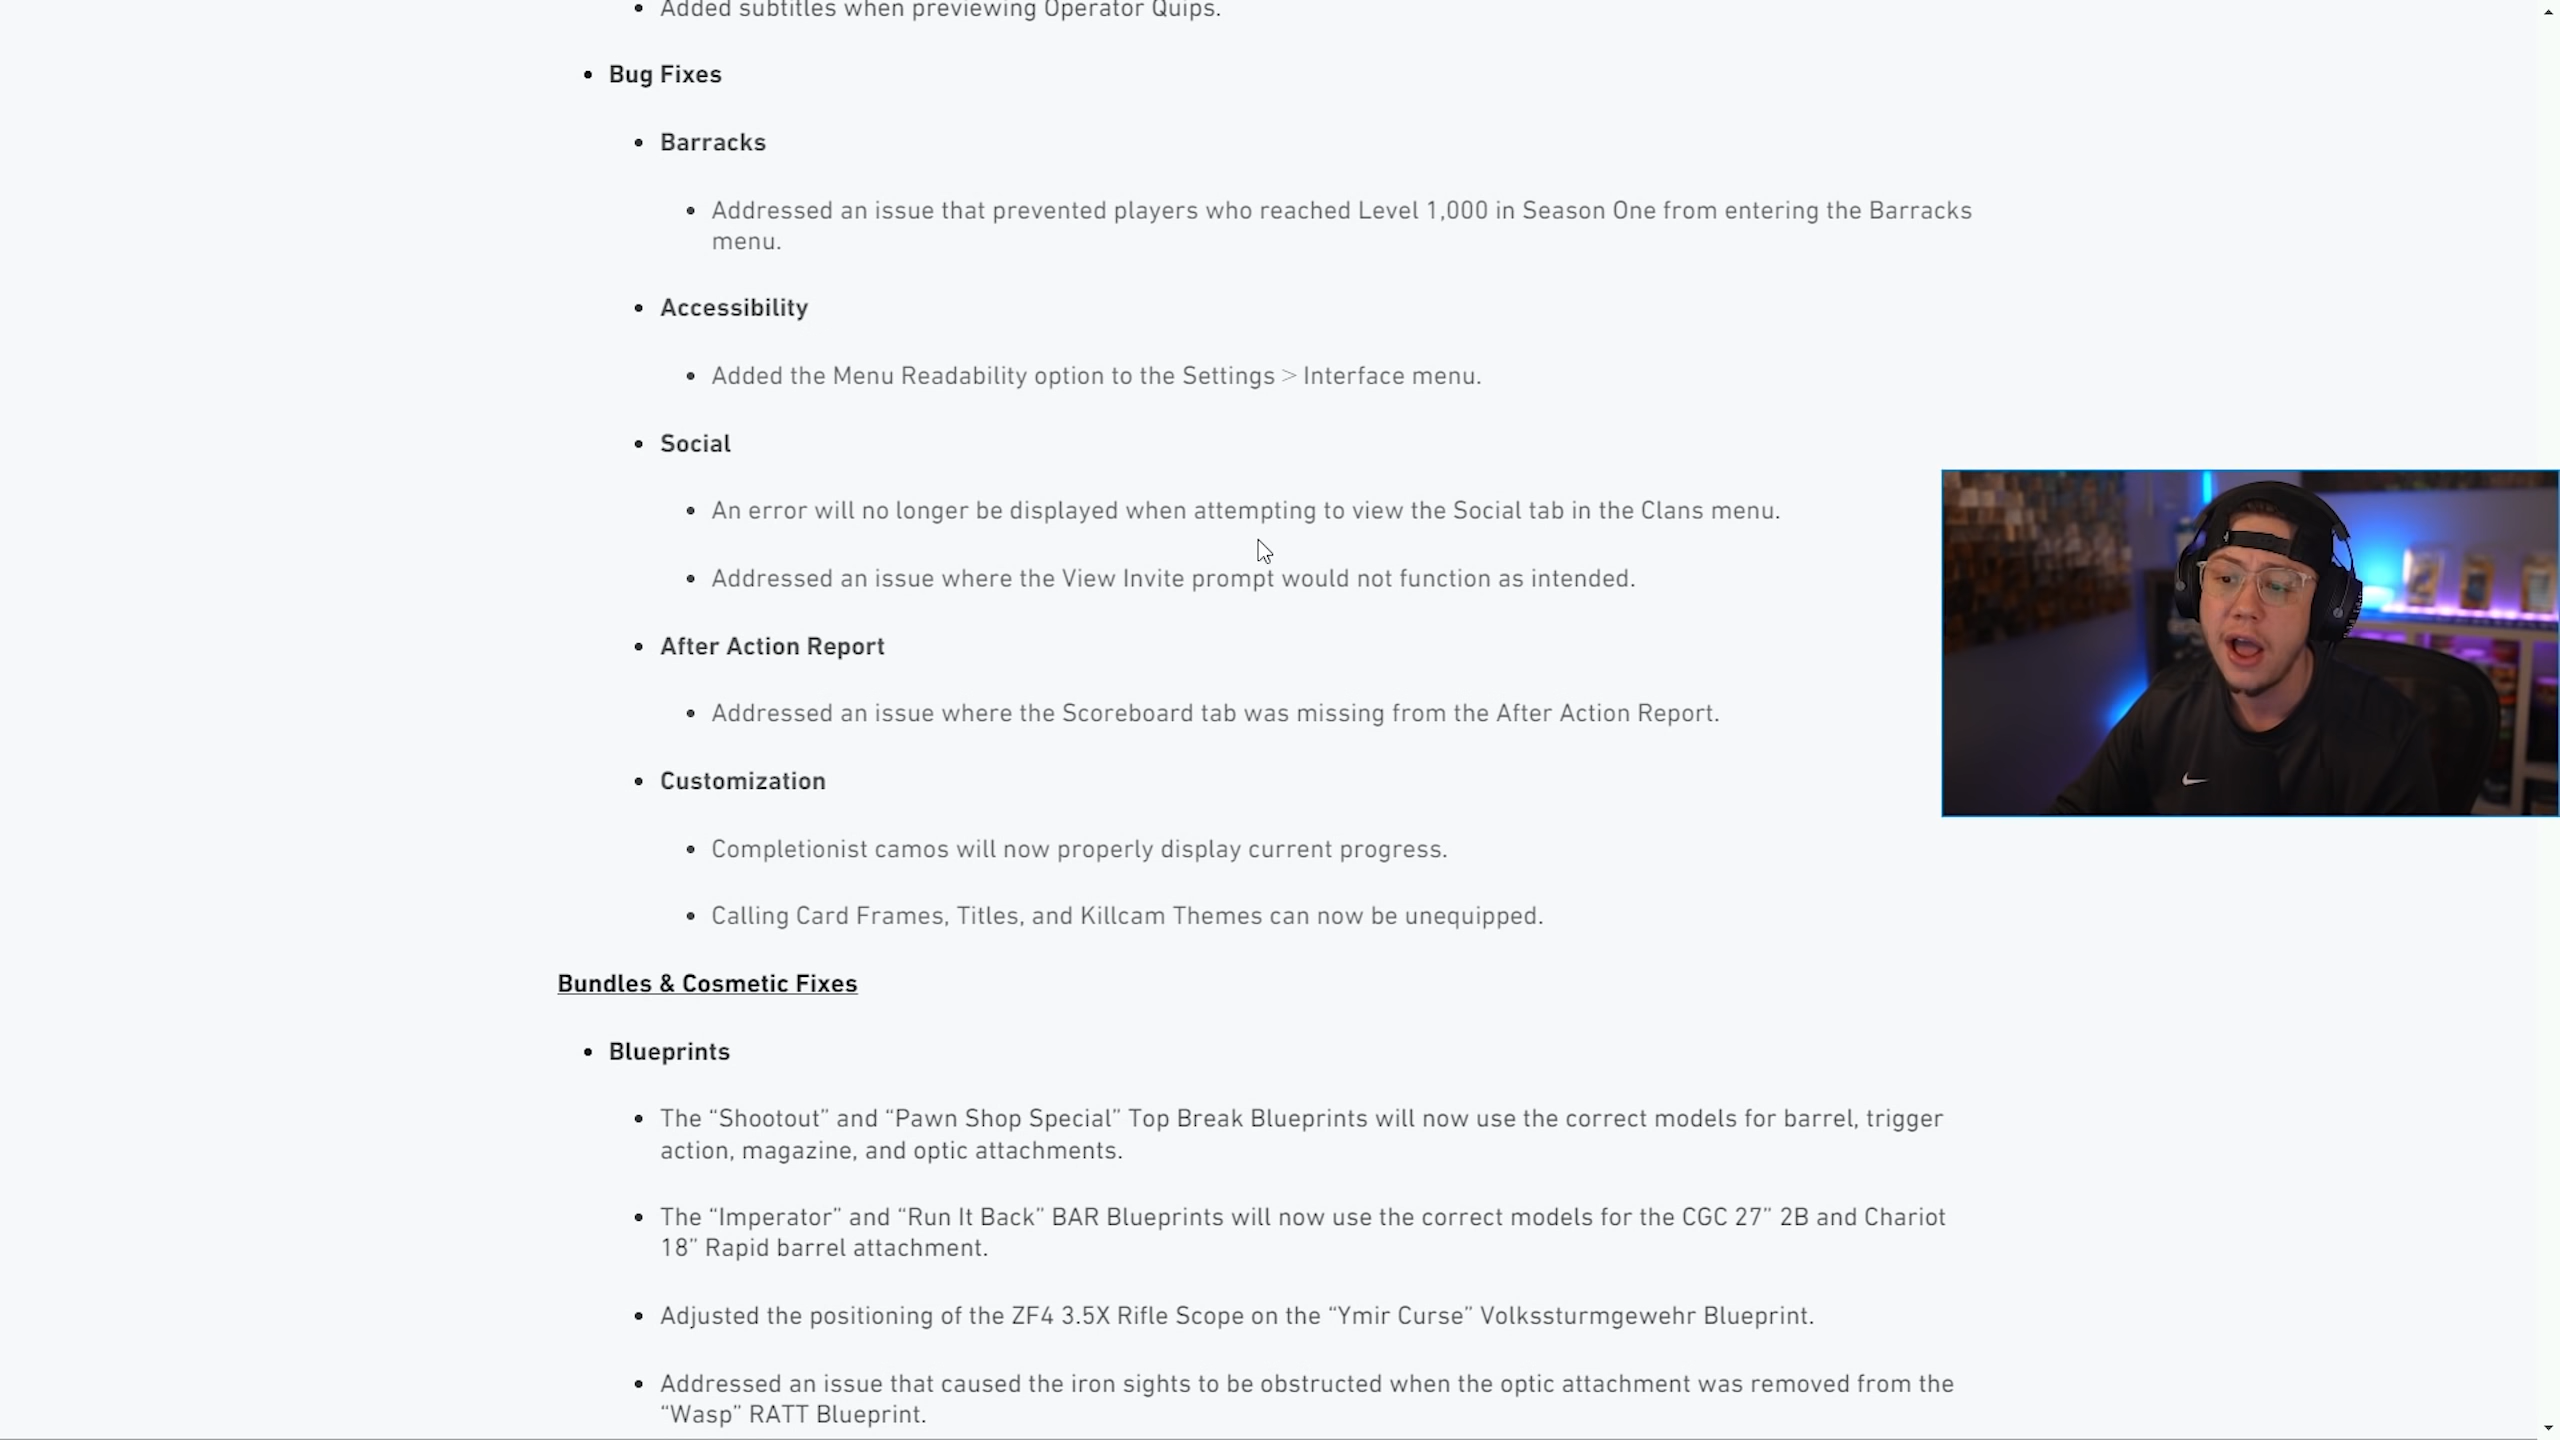 Added subtitles when previewing Operator Quips.
Bug Fixes
Barracks
Addressed an issue that prevented players who reached Level 1,000 in Season One from entering the Barracks
menu.
Accessibility
Added the Menu Readability option to the Settings > Interface menu.
Social
An error will no longer be displayed when attempting to view the Social tab in the Clans menu.
Addressed an issue where the View Invite prompt would not function as intended.
After Action Report
Addressed an issue where the Scoreboard tab was missing from the After Action Report.
Customization
Completionist camos will now properly display current progress.
Calling Card Frames, Titles, and Killcam Themes can now be unequipped.
Bundles & Cosmetic Fixes
Blueprints
The “Shootout” and “Pawn Shop Special” Top Break Blueprints will now use the correct models for barrel, trigger
action, magazine, and optic attachments.
The “Imperator” and “Run It Back” BAR Blueprints will now use the correct models for the CGC 27” 2B and Chariot
18” Rapid barrel attachment.
Adjusted the positioning of the ZF4 3.5X Rifle Scope on the “Ymir Curse” Volkssturmgewehr Blueprint.
Addressed an issue that caused the iron sights to be obstructed when the optic attachment was removed from the
“Wasp” RATT Blueprint.